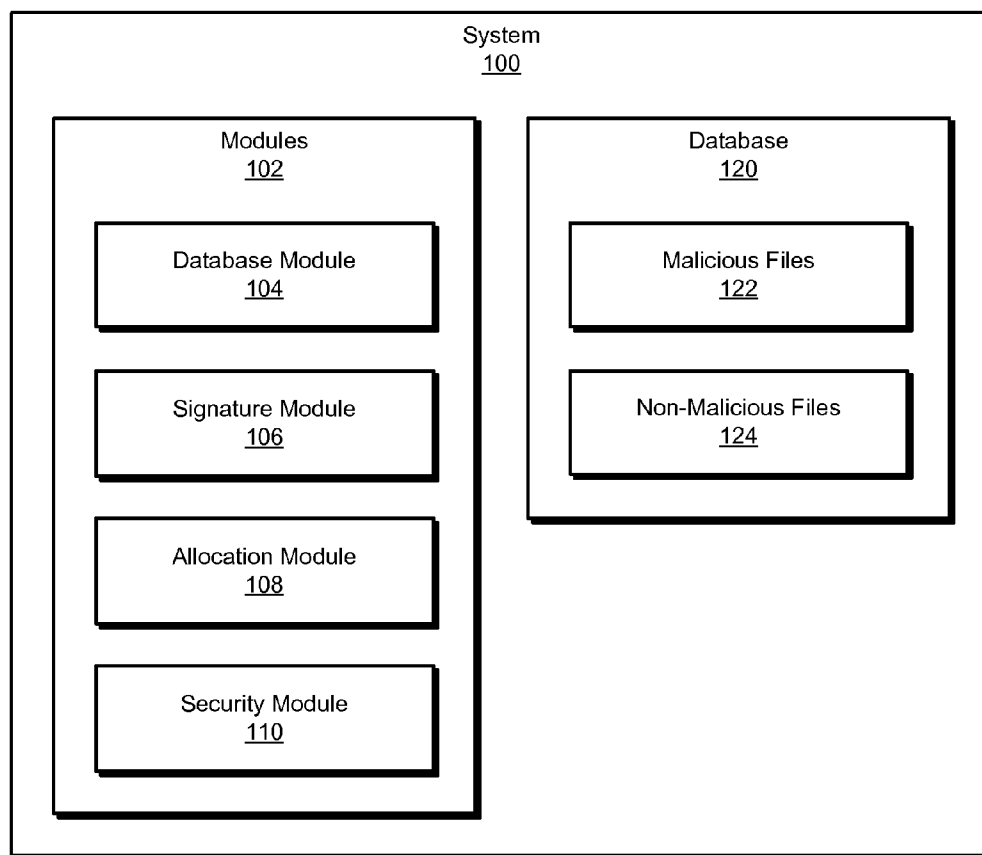 System
100
Modules
102
Database Module
104
Signature Module
106
Allocation Module
108
Security Module
110
Database
120
Malicious Files
122
Non-Malicious Files
124